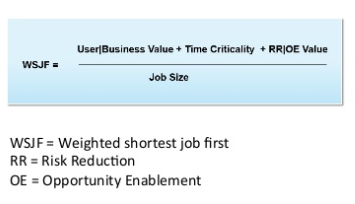 User|Business Value + Time Criticality + RR|OE Value
WSJF =
Job Size
WSJF = Weighted shortest job first
RR = Risk Reduction
OE = Opportunity Enablement